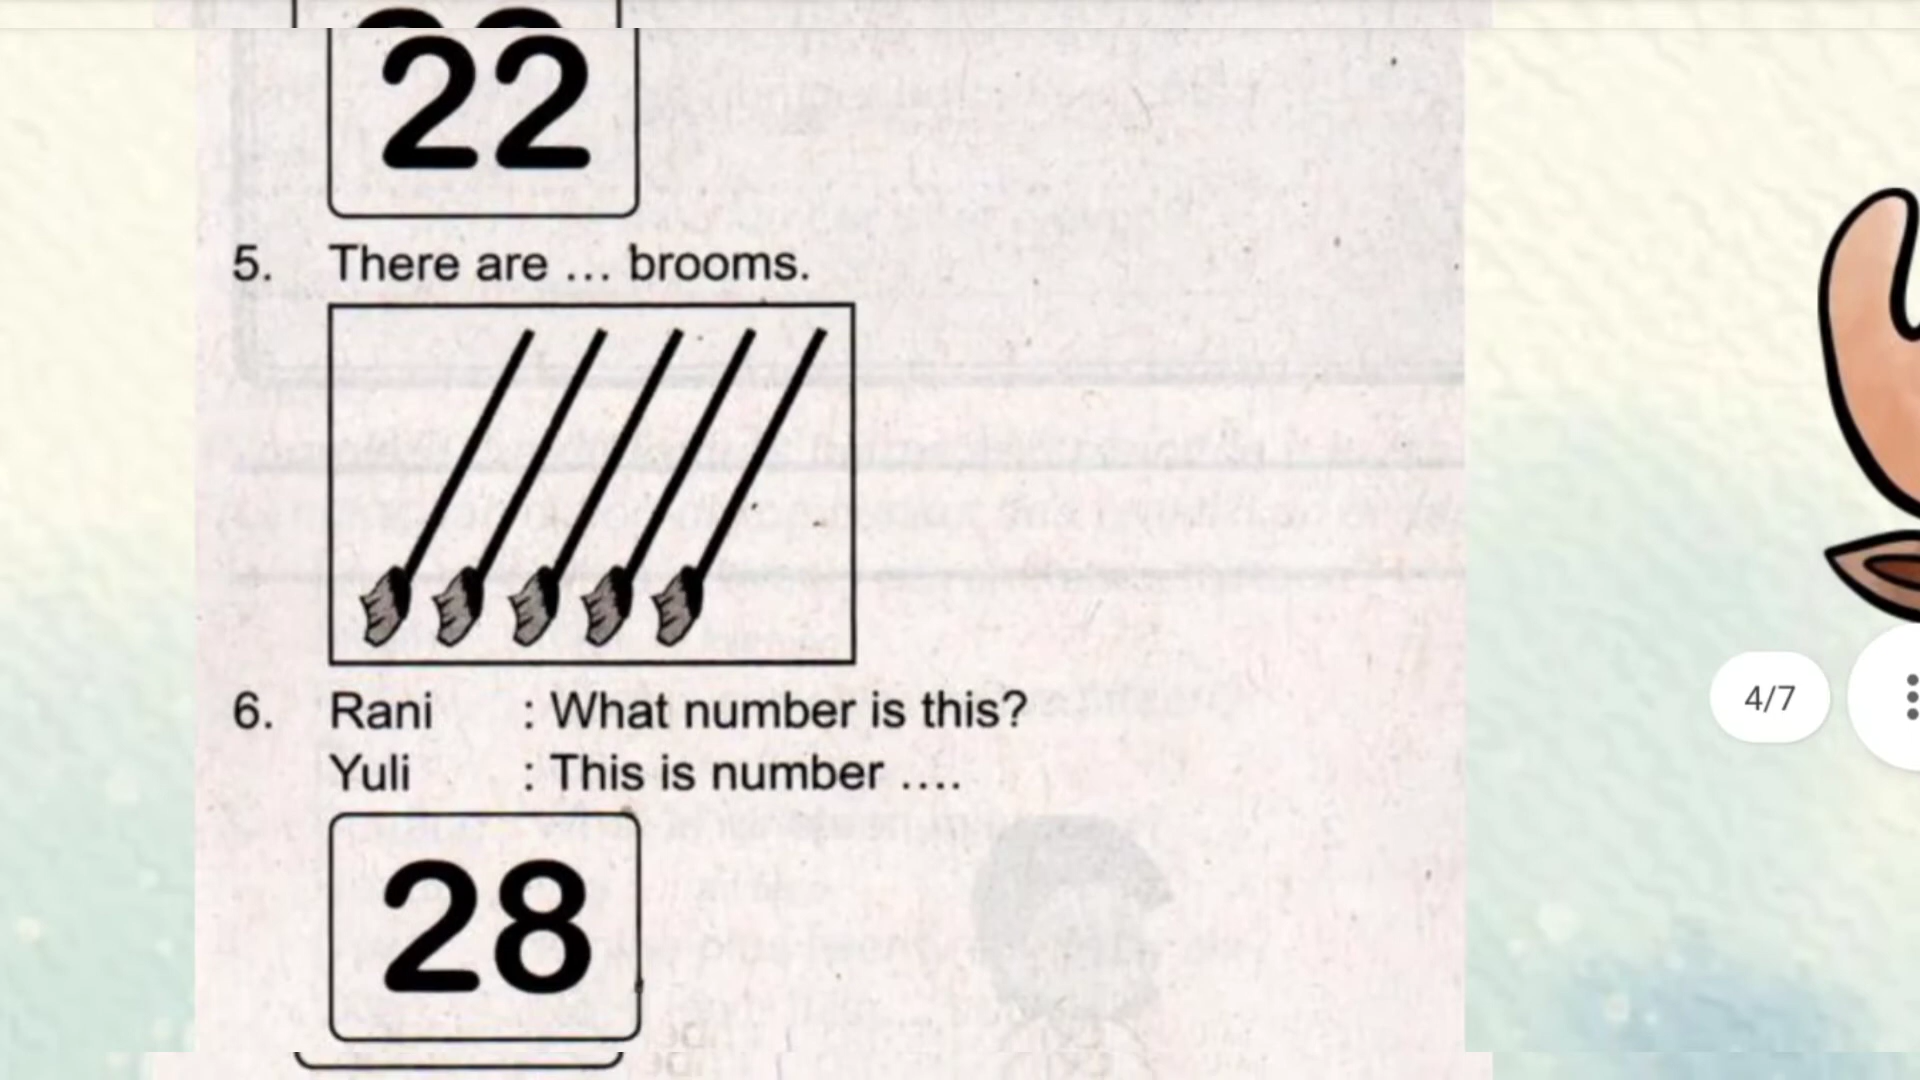 22
5. There are ... brooms.
6. Rani : What number is this?
Yuli : This is number ....
4/7
28